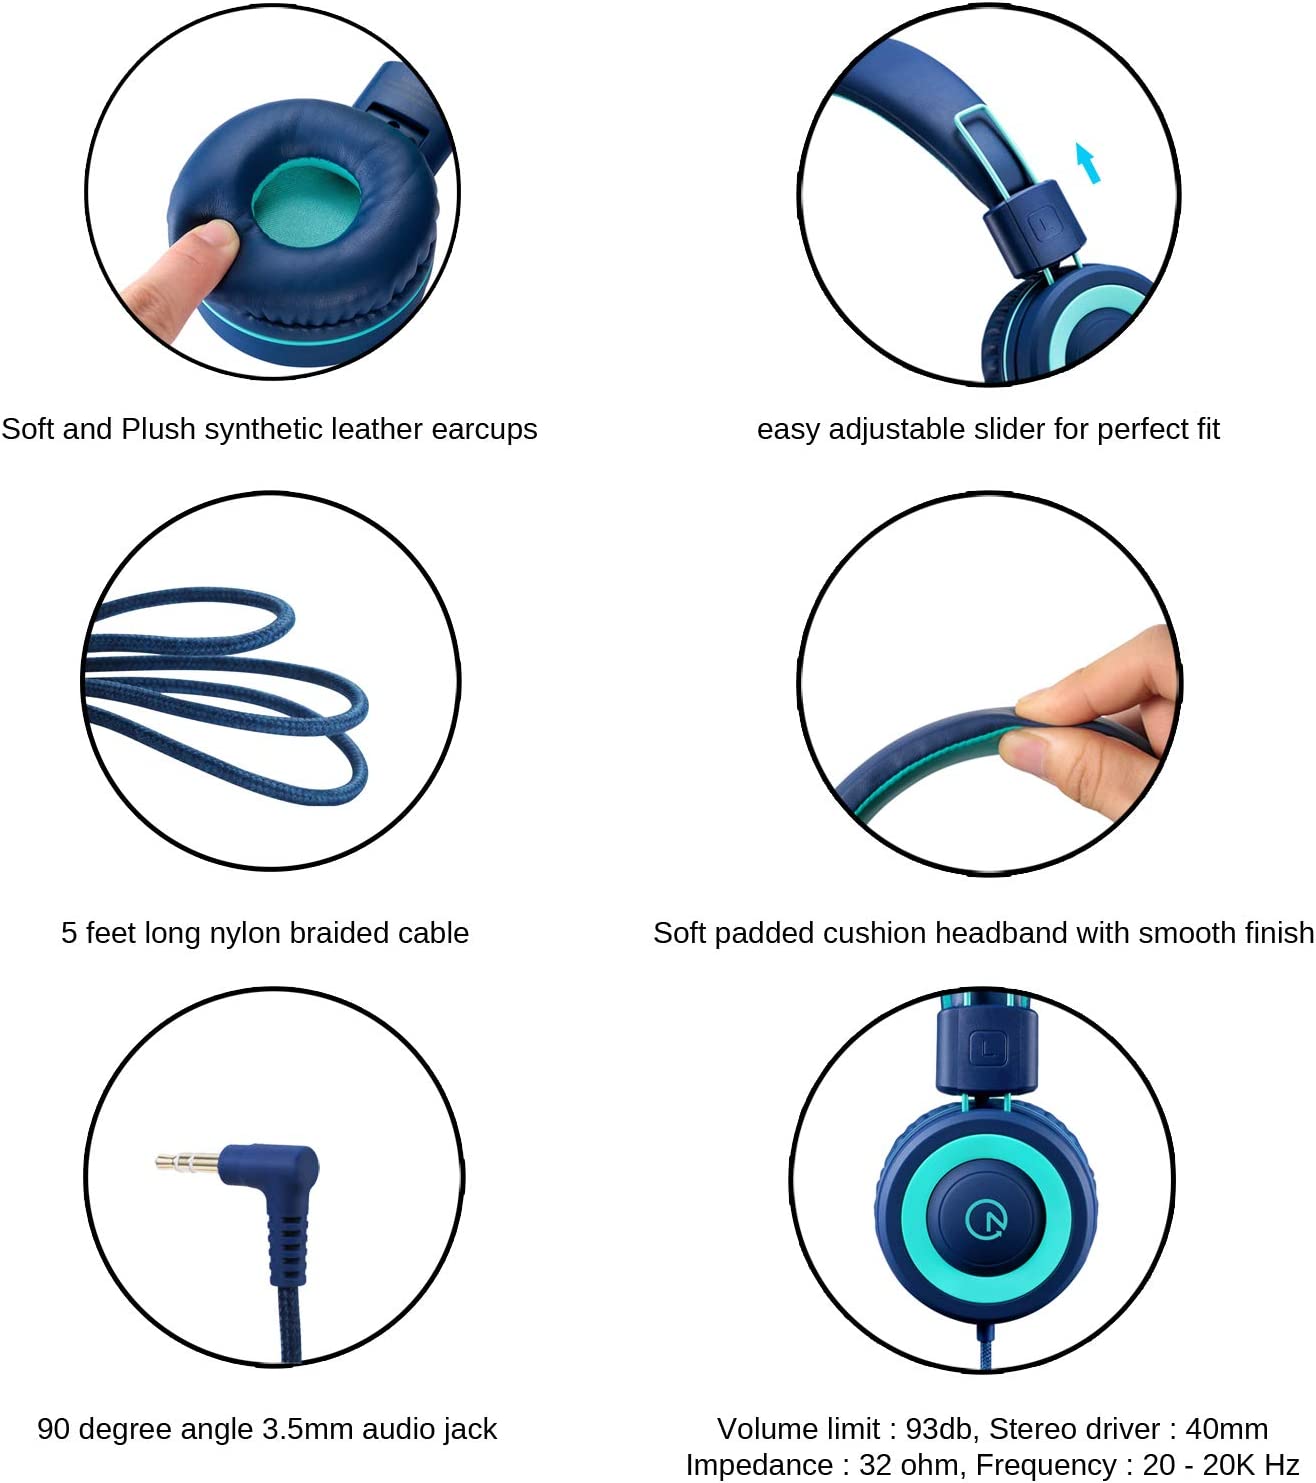 L
Soft and Plush synthetic leather earcups
easy adjustable slider for perfect fit
5 feet long nylon braided cable
Soft padded cushion headband with smooth finish
L
90 degree angle 3.5mm audio jack
Volume limit : 93db, Stereo driver : 40mm
Impedance : 32 ohm, Frequency : 20 - 20K Hz